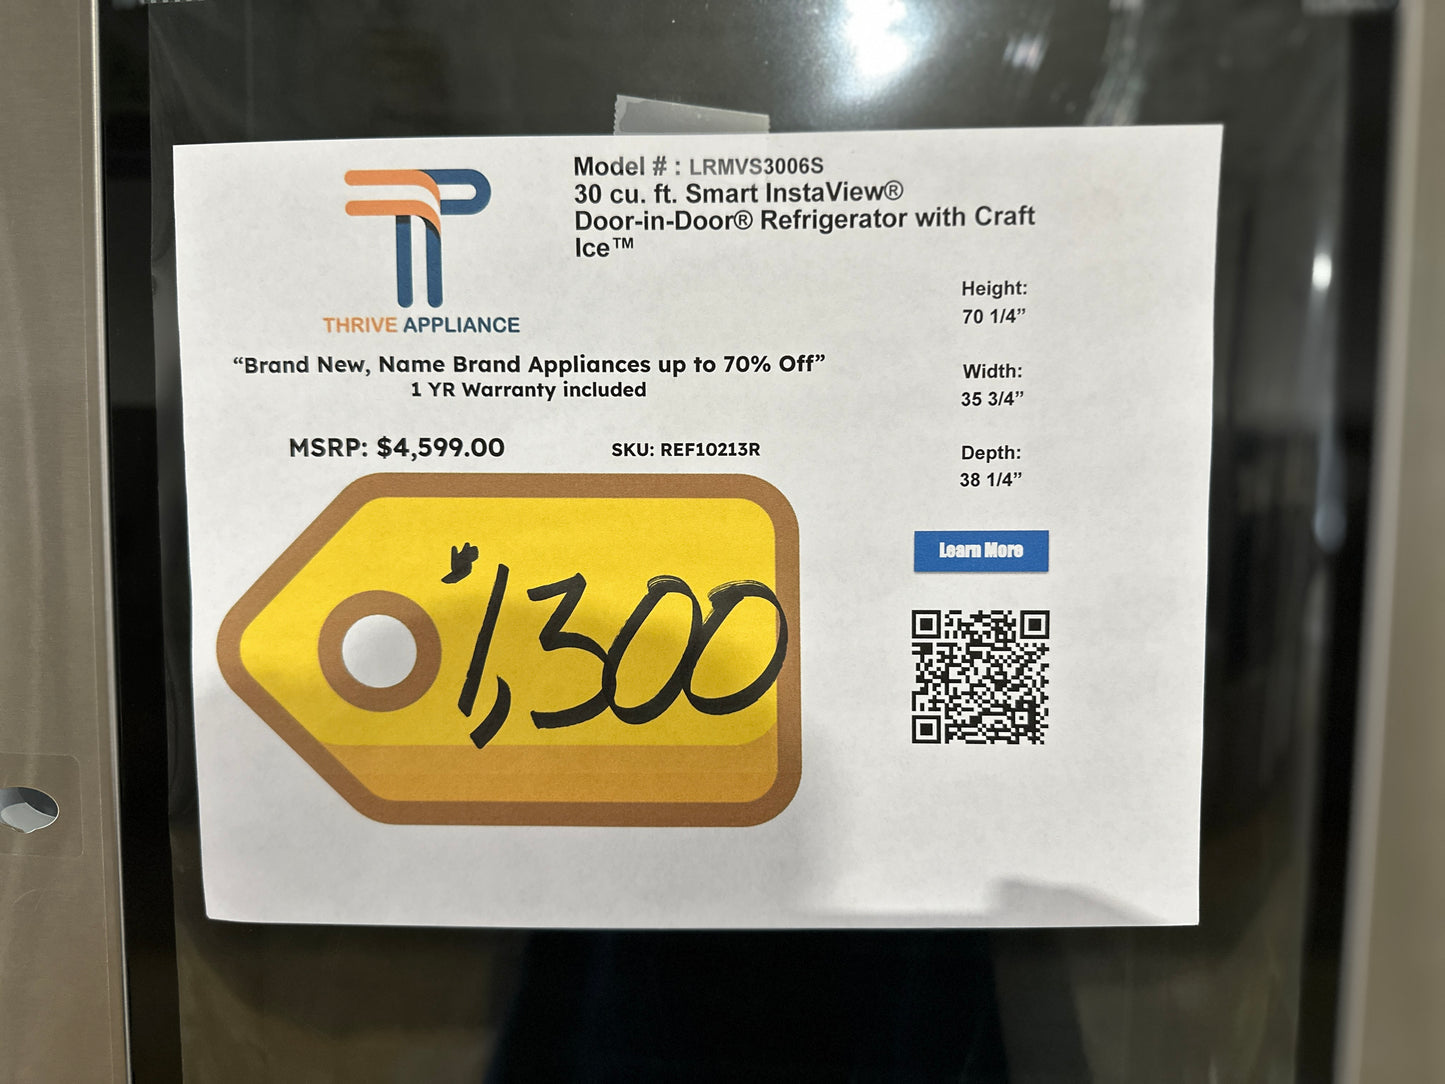 Model # : LRMVS3006S
30 cu. ft. Smart InstaView®
Door-in-Door® Refrigerator with Craft
Ice™
THRIVE APPLIANCE
“Brand New, Name Brand Appliances up to 70% Off”
1 YR Warranty included
MSRP: $4,599.00
SKU: REF10213R
$1,300
Height:
70 1/4”
Width:
35 3/4”
Depth:
38 1/4”
Learn More